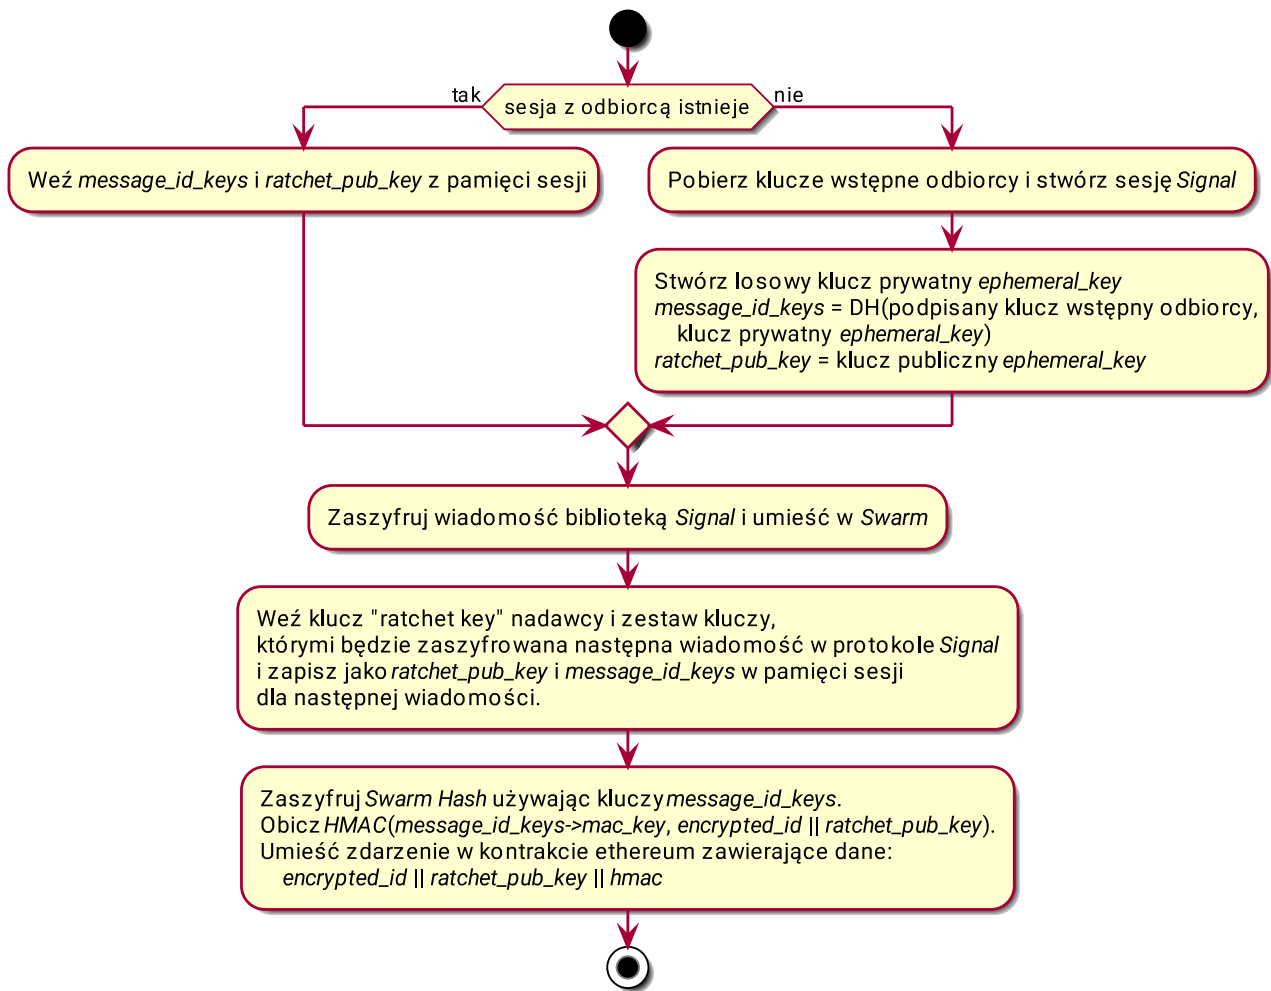 sesja z odbiorcą istnieje
tak
nie
Weź message_id_keys i ratchet_pub_key z pamięci sesji
Pobierz klucze wstępne odbiorcy i stwórz sesję Signal
Stwórz losowy klucz prywatny ephemeral_key
message_id_keys = DH(podpisany klucz wstępny odbiorcy,
klucz prywatny ephemeral_key)
ratchet_pub_key = klucz publiczny ephemeral_key
Zaszyfruj wiadomość biblioteką Signal i umieść w Swarm
Weź klucz "ratchet key" nadawcy i zestaw kluczy,
którymi będzie zaszyfrowana następna wiadomość w protokole Signal
i zapisz jako ratchet_pub_key i message_id_keys w pamięci sesji
dla następnej wiadomości.
Zaszyfruj Swarm Hash używając kluczy message_id_keys.
Obicz HMAC(message_id_keys->mac_key, encrypted_id || ratchet_pub_key).
Umieść zdarzenie w kontrakcie ethereum zawierające dane:
encrypted_id || ratchet_pub_key || hmac